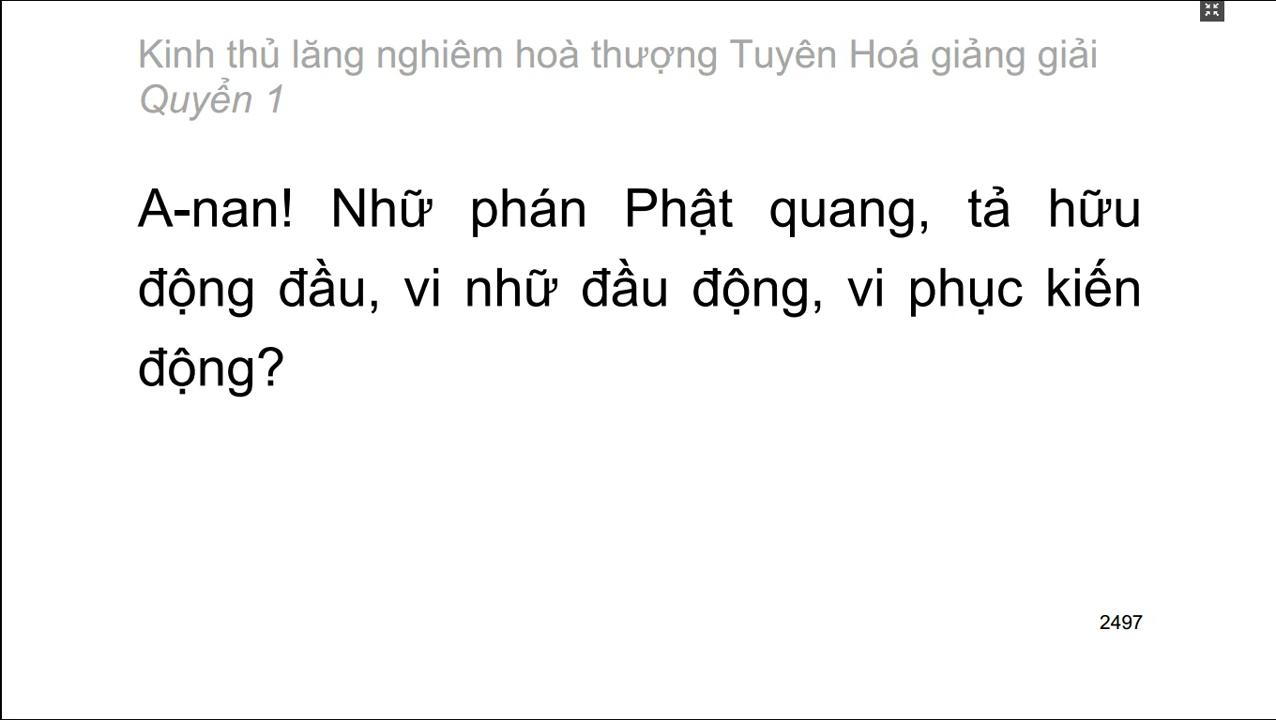 Kinh thủ lăng nghiêm hoà thượng Tuyên Hoá giảng giải
Quyển 1
A-nan! Nhữ phán Phật quang, tả hữu
động đầu, vi nhữ đầu động, vi phục kiến
động?
2497